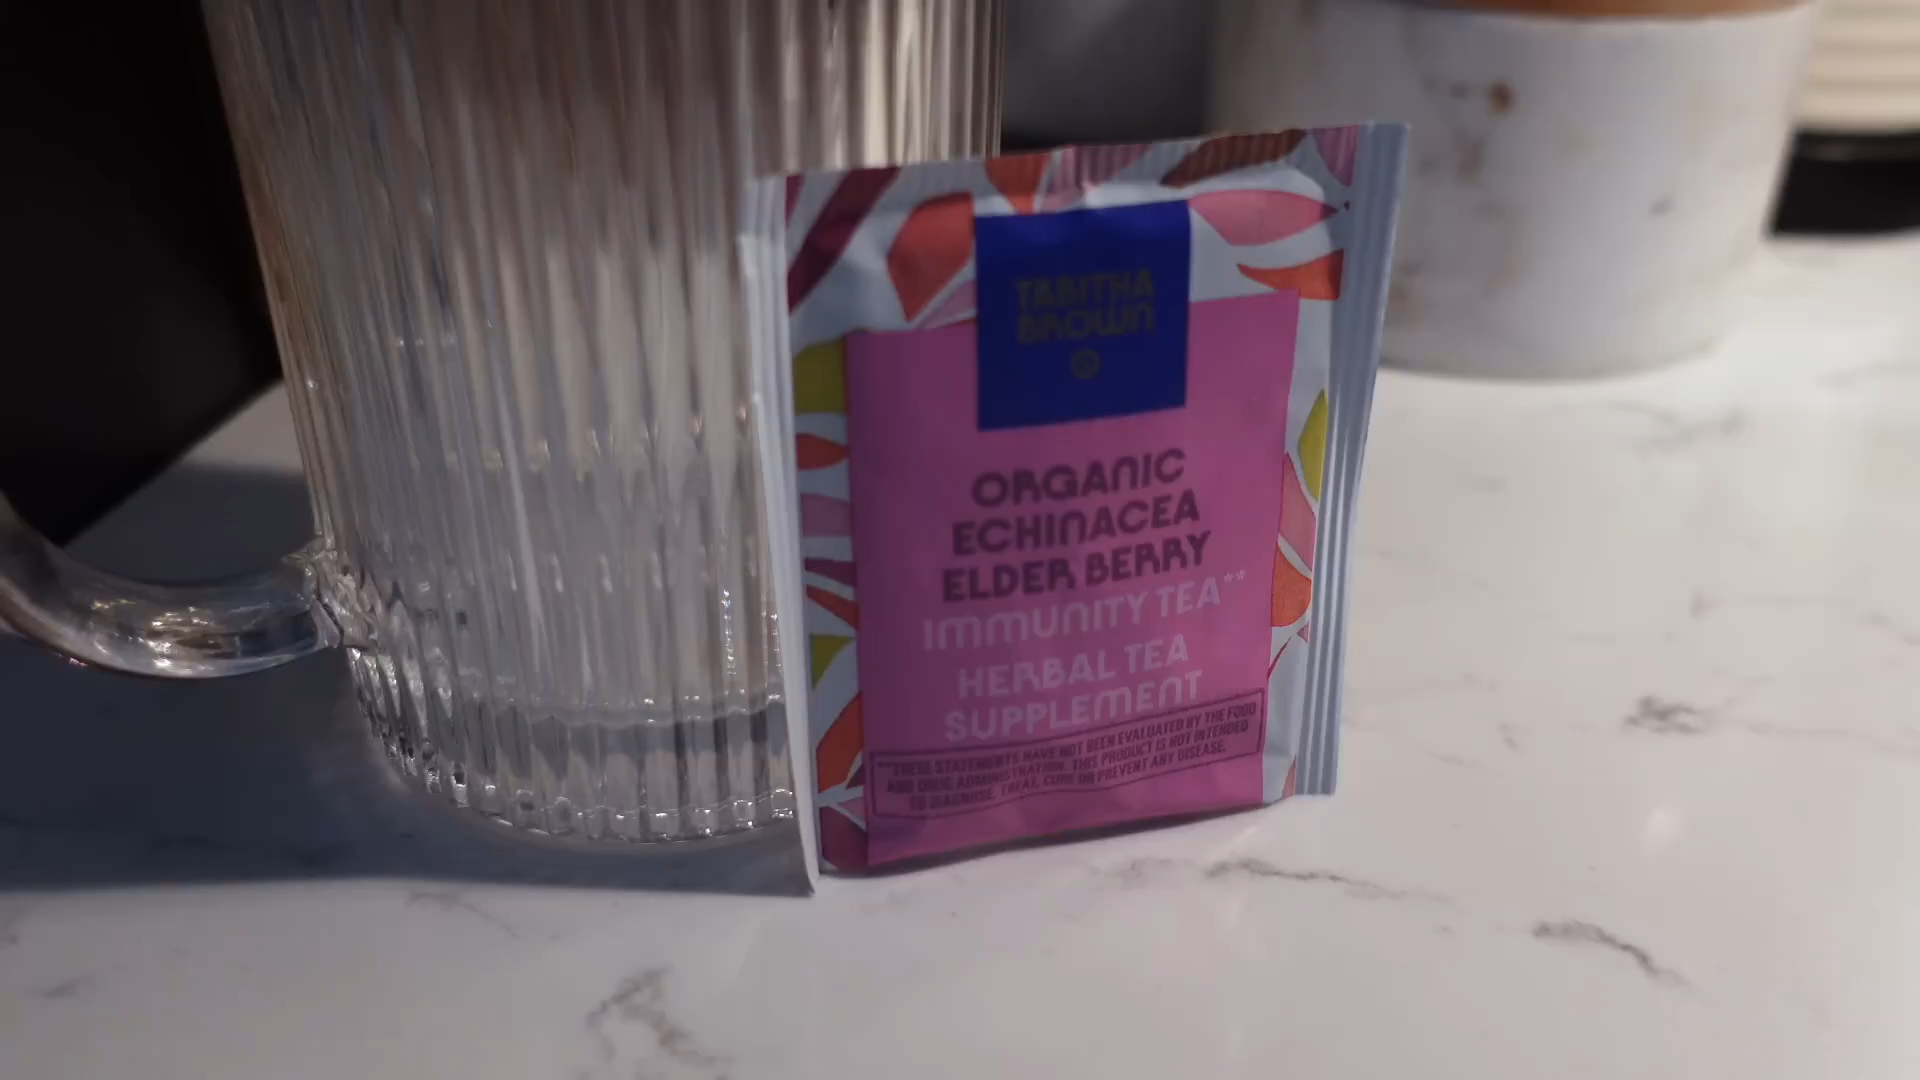 TABITHA
BROWN
ORGANIC
ECHINACEA
ELDER BERRY
IMMUNITY TEA**
HERBAL TEA
SUPPLEMENT
**THESE STATEMENTS HAVE NOT BEEN EVALUATED BY THE FOOD
AND DRUG ADMINISTRATION. THIS PRODUCT IS NOT INTENDED
TO DIAGNOSE, TREAT, CURE OR PREVENT ANY DISEASE.